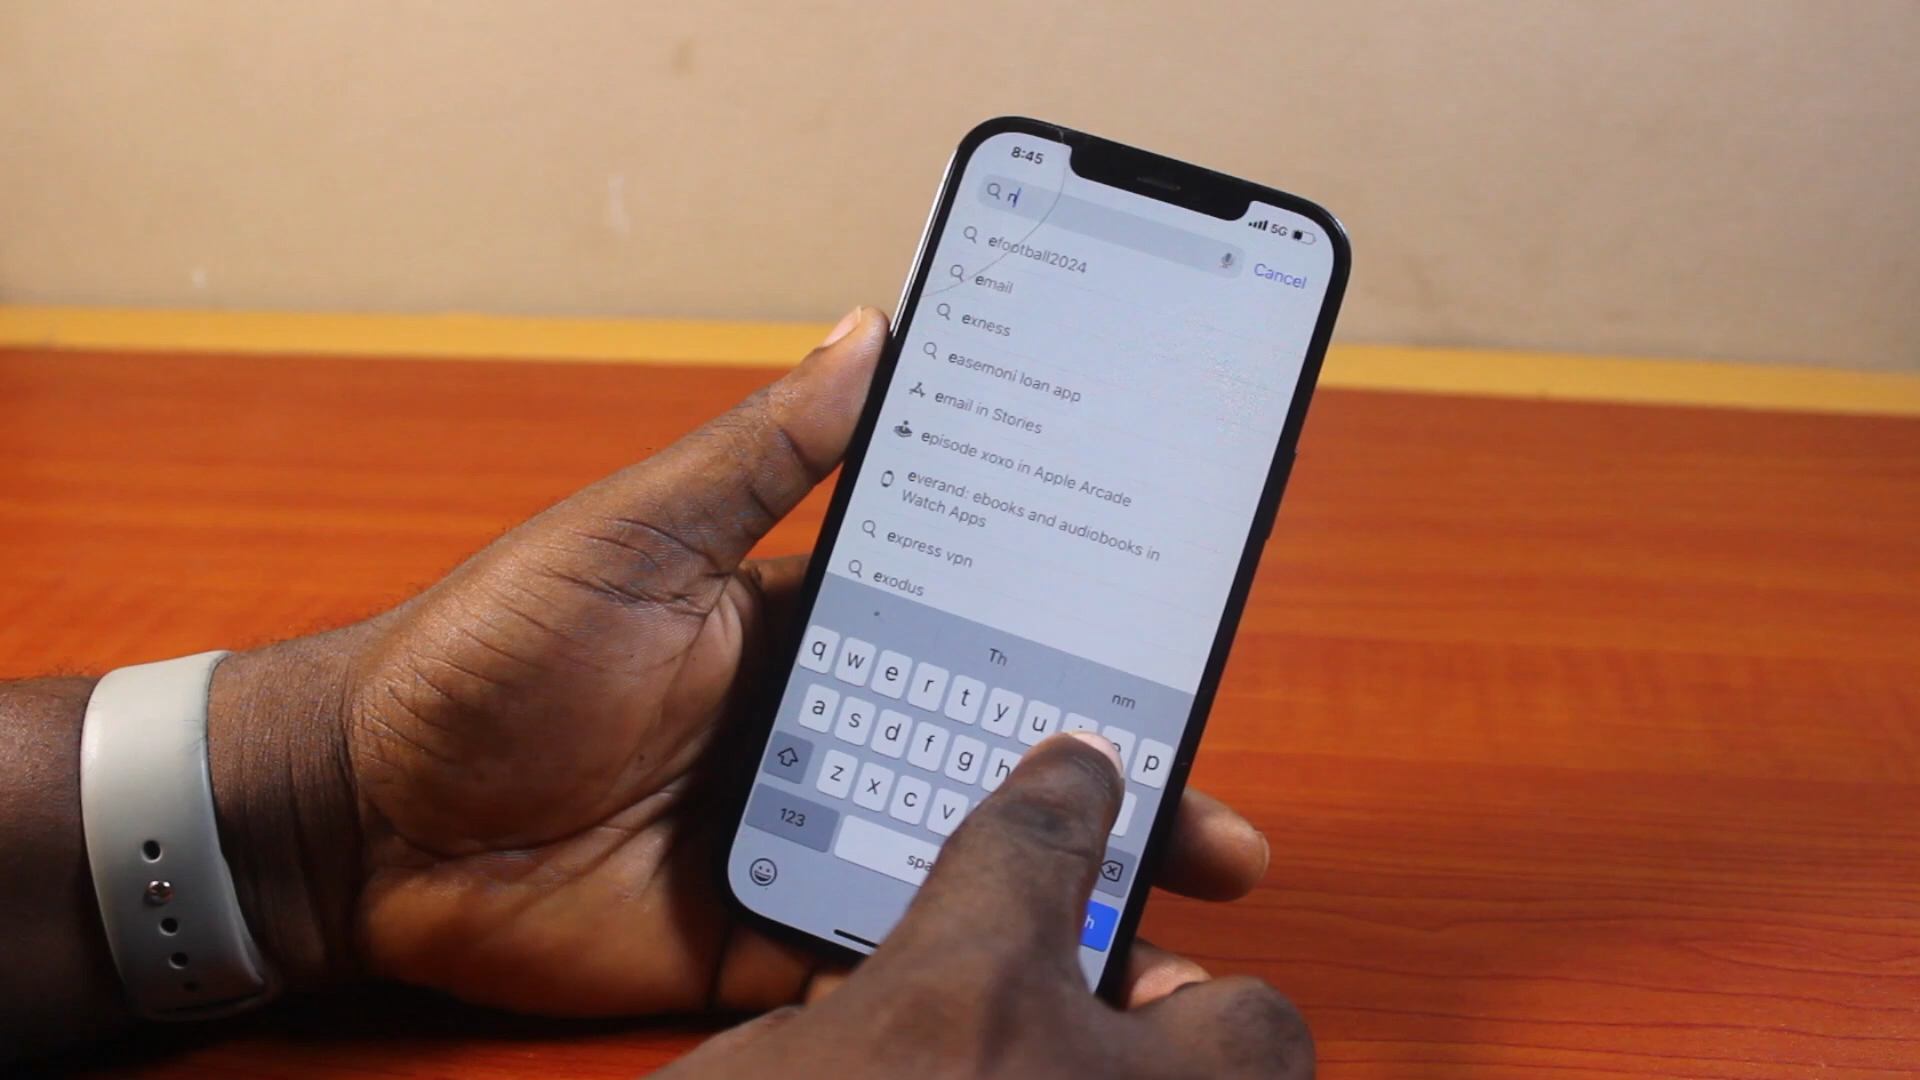 8:45
5G
n
Cancel
efootball2024
email
exness
easemoni loan app
email in Stories
episode xoxo in Apple Arcade
everand: ebooks and audiobooks in
Watch Apps
express vpn
exodus
Th
nm
q w e r t y u p
a s d f g h
z x c v
123
spa
h